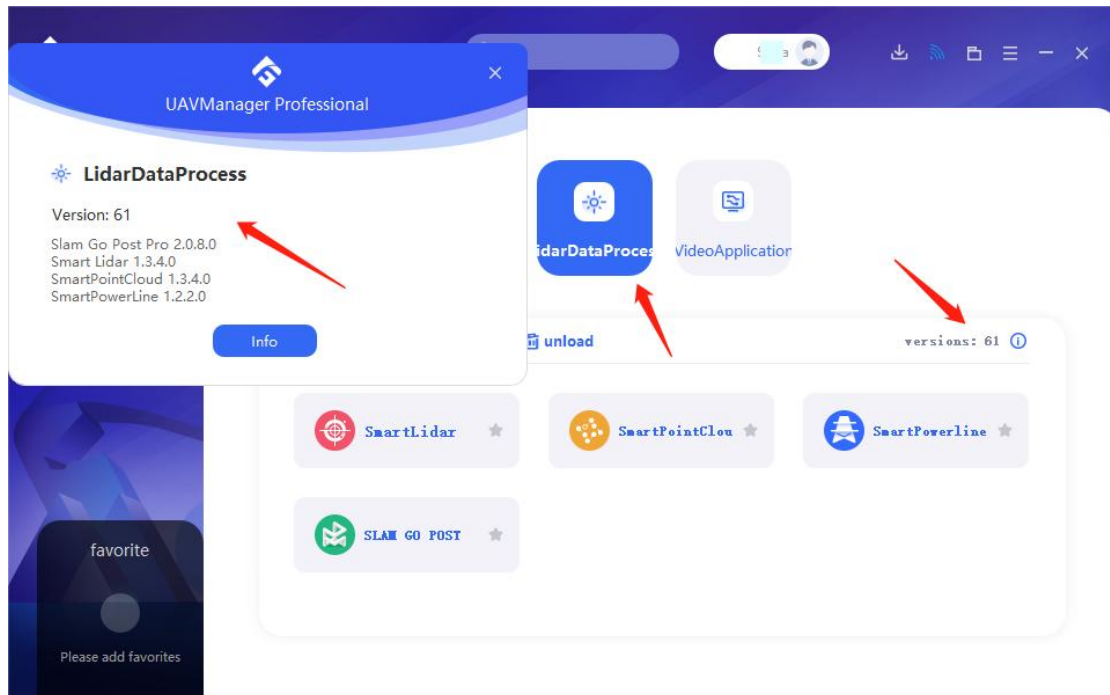 UAVManager Professional
LidarDataProcess
Version: 61
Slam Go Post Pro 2.0.8.0
Smart Lidar 1.3.4.0
SmartPointCloud 1.3.4.0
SmartPowerLine 1.2.2.0
Info
idarDataProces
VideoApplication
unload
versions: 61
SmartLidar
SmartPointClou
SmartPowerline
SLAM GO POST
favorite
Please add favorites